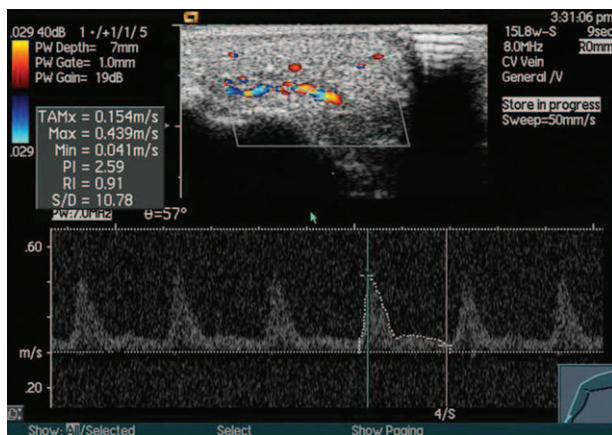 3:31:06 pm
.029 40dB 1 •/+1/1/ 5
PW Depth= 7mm
PW Gate= 1.0mm
PW Gain= 19dB
15L8w-S 9sec
8.0MHz R0mm
CV Vein
General /V
Store in progress
Sweep=50mm/s
TAMx = 0.154m/s
Max = 0.439m/s
Min = 0.041m/s
PI = 2.59
RI = 0.91
S/D = 10.78
.029
PW:7.0MHz θ=57°
.60
m/s
.20
4/S
Show: All/Selected Select Show Paging